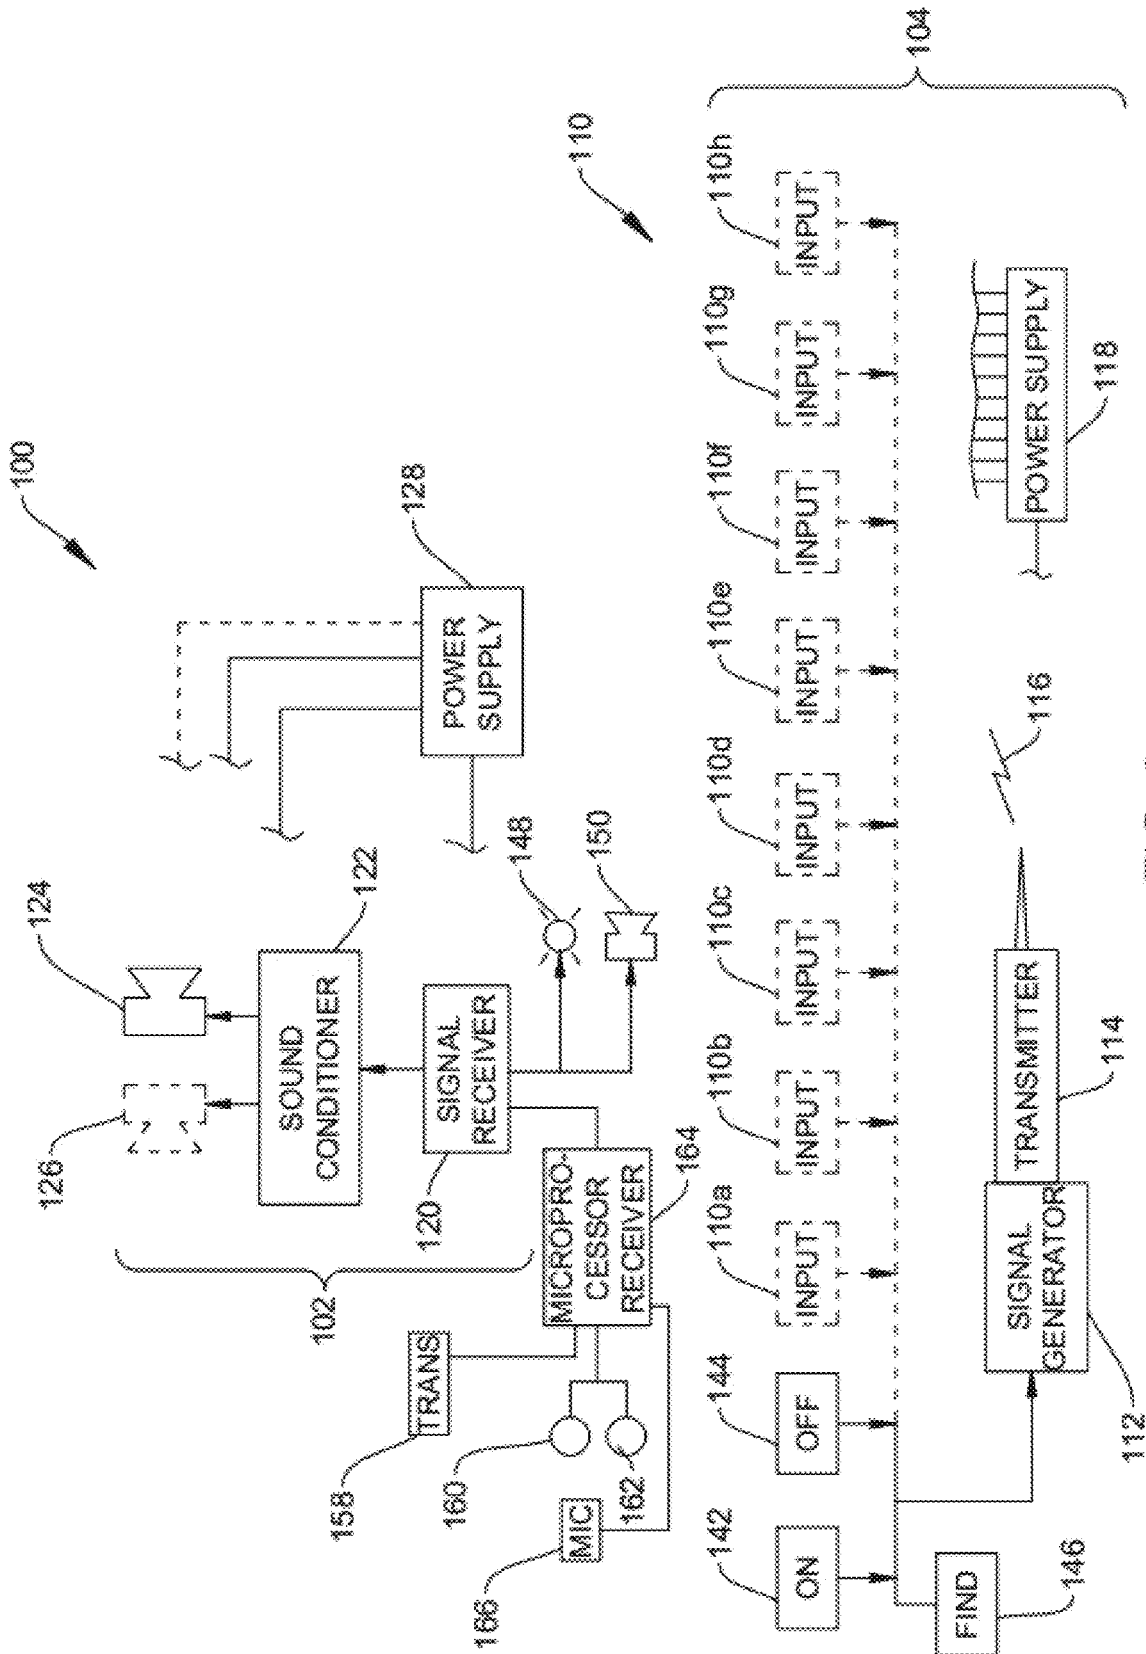 100
124
126
SOUND
CONDITIONER
122
128
POWER
SUPPLY
102
120
SIGNAL
RECEIVER
148
150
158
TRANS
160
162
166
MIC
MICROPRO-
CESSOR
RECEIVER
164
110
142
144
110a
110b
110c
110d
110e
110f
110g
110h
104
ON
OFF
INPUT
INPUT
INPUT
INPUT
INPUT
INPUT
INPUT
INPUT
FIND
146
SIGNAL
GENERATOR
112
TRANSMITTER
114
116
POWER SUPPLY
118